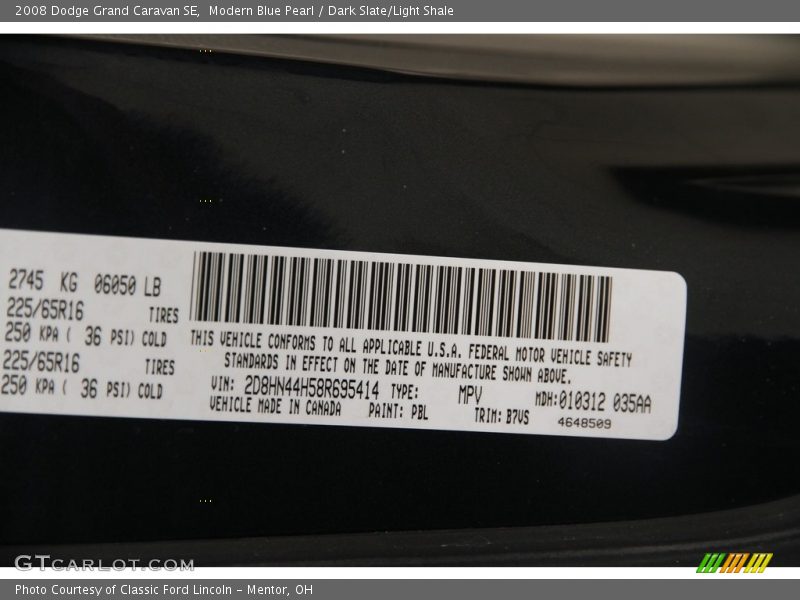 2008 Dodge Grand Caravan SE,  Modern Blue Pearl / Dark Slate/Light Shale
2745 KG 06050 LB
225/65R16 TIRES
250 KPA ( 36 PSI) COLD
225/65R16 TIRES
250 KPA ( 36 PSI) COLD
THIS VEHICLE CONFORMS TO ALL APPLICABLE U.S.A. FEDERAL MOTOR VEHICLE SAFETY
STANDARDS IN EFFECT ON THE DATE OF MANUFACTURE SHOWN ABOVE.
VIN: 2D8HN44H58R695414 TYPE: MPV MDH:010312 035AA
VEHICLE MADE IN CANADA PAINT: PBL TRIM: B7VS 4648509
GTCARLOT.COM
Photo Courtesy of Classic Ford Lincoln - Mentor, OH